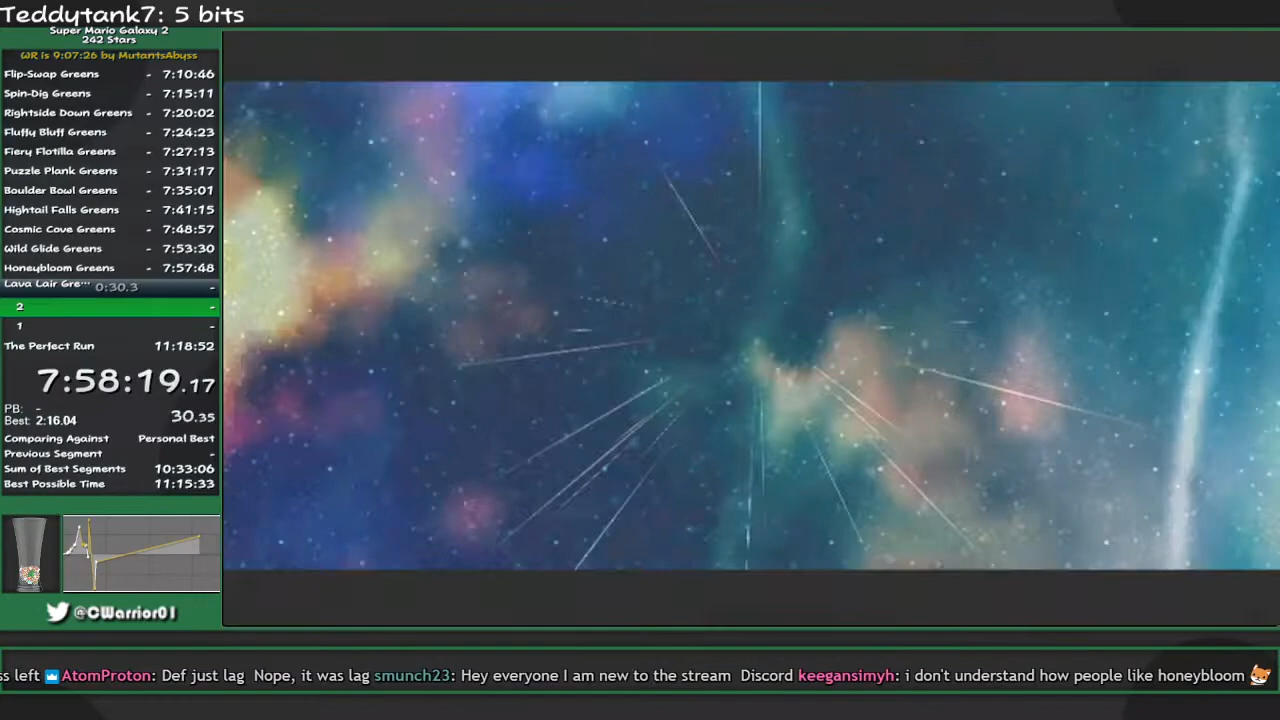 Teddytank7: 5 bits
Super Mario Galaxy 2
242 Stars
WR is 9:07:26 by MutantsAbyss
Flip-Swap Greens - 7:10:46
Spin-Dig Greens - 7:15:11
Rightside Down Greens - 7:20:02
Fluffy Bluff Greens - 7:24:23
Fiery Flotilla Greens - 7:27:13
Puzzle Plank Greens - 7:31:17
Boulder Bowl Greens - 7:35:01
Hightail Falls Greens - 7:41:15
Cosmic Cove Greens - 7:48:57
Wild Glide Greens - 7:53:30
Honeybloom Greens - 7:57:48
Lava Lair Gre... 0:30.3 -
2 -
1 -
The Perfect Run 11:18:52
7:58:19.17
PB: -
Best: 2:16.04 30.35
Comparing Against Personal Best
Previous Segment -
Sum of Best Segments 10:33:06
Best Possible Time 11:15:33
@CWarrior01
ss left AtomProton: Def just lag Nope, it was lag smunch23: Hey everyone I am new to the stream Discord keegansimyh: i don't understand how people like honeybloom